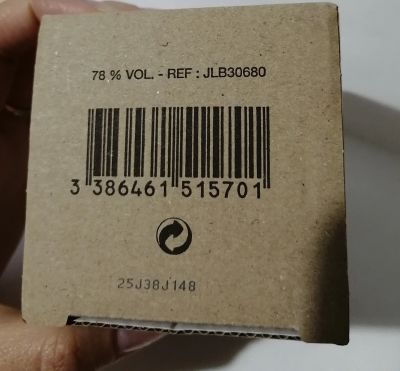 78 % VOL. - REF : JLB30680
3 386461 515701
25J38J148